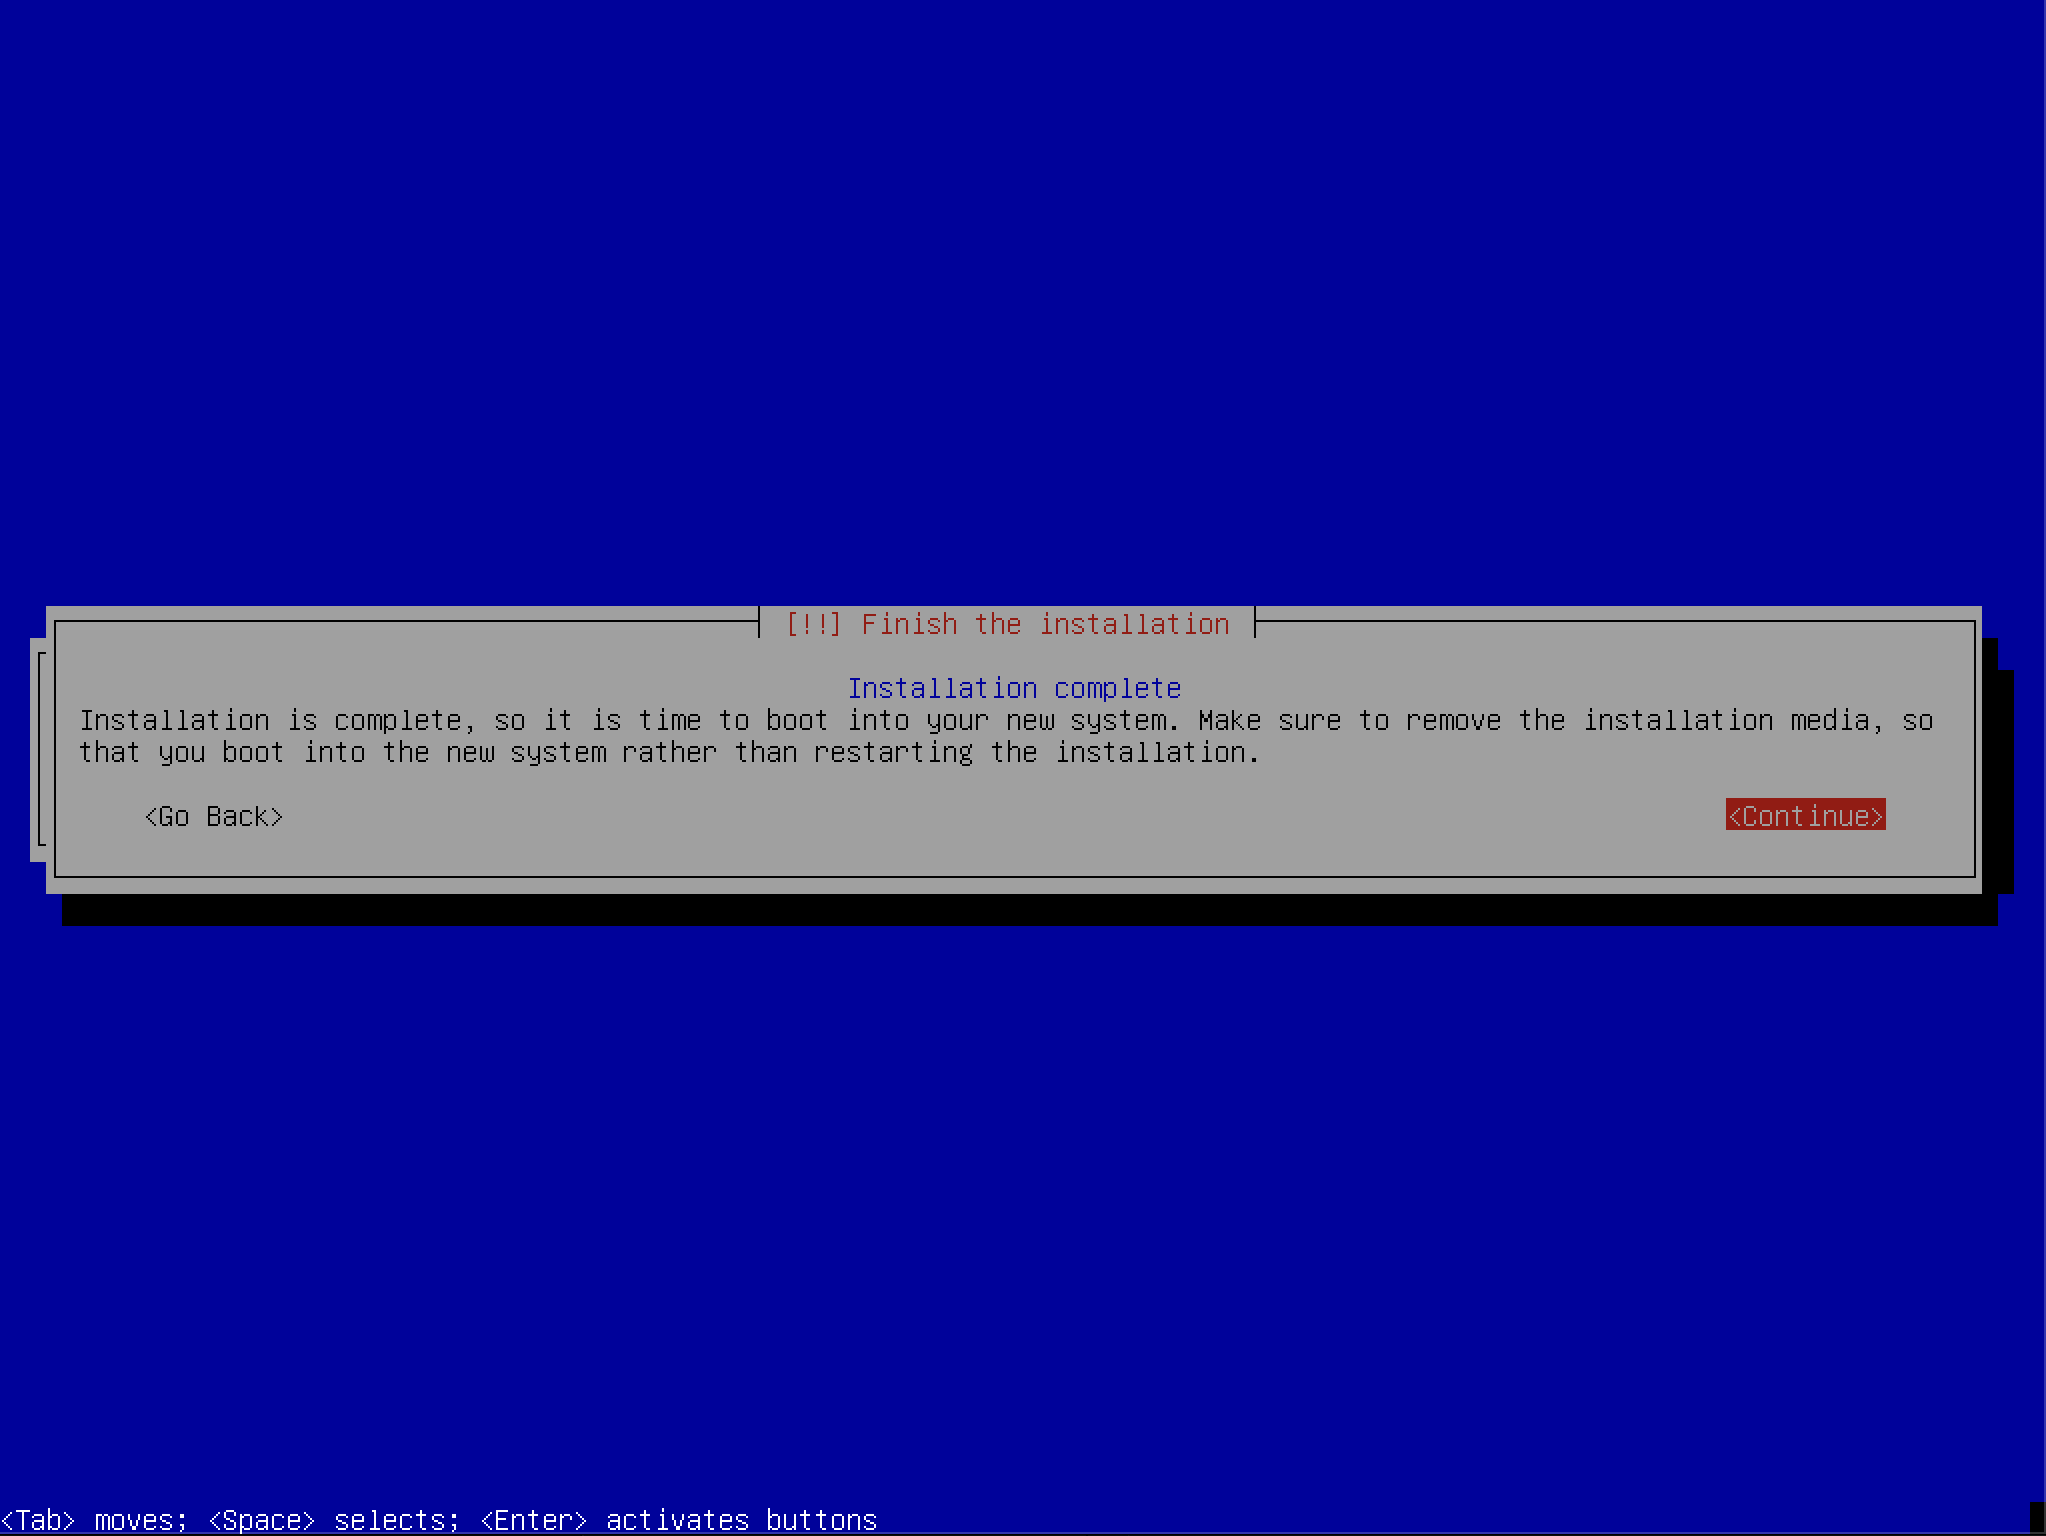 [!!] Finish the installation
Installation complete
Installation is complete, so it is time to boot into your new system. Make sure to remove the installation media, so
that you boot into the new system rather than restarting the installation.
<Go Back> <Continue>
<Tab> moves; <Space> selects; <Enter> activates buttons